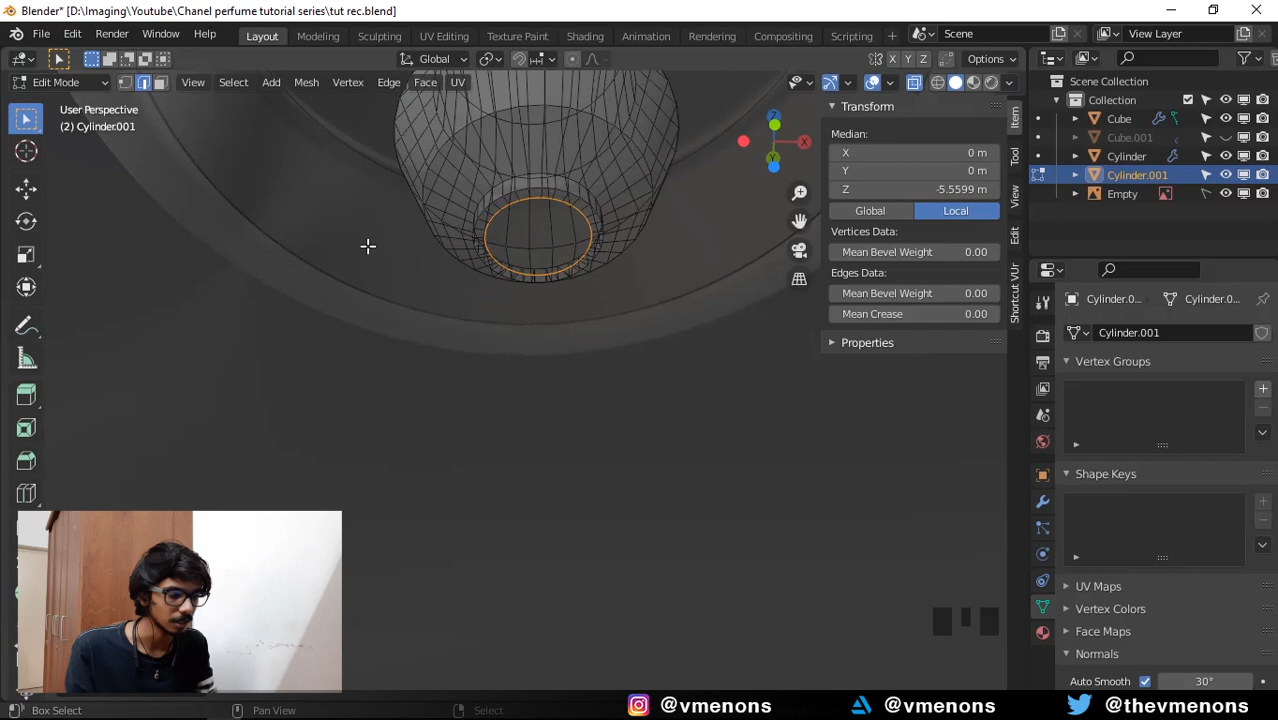 Blender* [D:\Imaging\Youtube\Chanel perfume tutorial series\tut rec.blend]
File Edit Render Window Help Layout Modeling Sculpting UV Editing Texture Paint Shading Animation Rendering Compositing Scripting + Scene View Layer
Global X Y Z Options
Edit Mode View Select Add Mesh Vertex Edge Face UV
User Perspective
(2) Cylinder.001
Z
X
Y
Transform
Median:
X 0 m
Y 0 m
Z -5.5599 m
Global Local
Vertices Data:
Mean Bevel Weight 0.00
Edges Data:
Mean Bevel Weight 0.00
Mean Crease 0.00
Properties
Item
Tool
View
Edit
Shortcut VUr
Scene Collection
Collection
Cube
Cube.001
Cylinder
Cylinder.001
Empty
Cylinder.0... Cylinder.00...
Cylinder.001
Vertex Groups
Shape Keys
UV Maps
Vertex Colors
Face Maps
Normals
Auto Smooth 30°
Box Select Pan View Select
@vmenons @vmenons @thevmenons